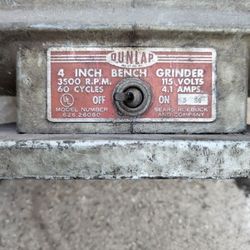 DUNLAP
4 INCH BENCH GRINDER
3500 R.P.M. 115 VOLTS
60 CYCLES 4.1 AMPS.
UL OFF ON
MODEL NUMBER SEARS, ROEBUCK
AND COMPANY